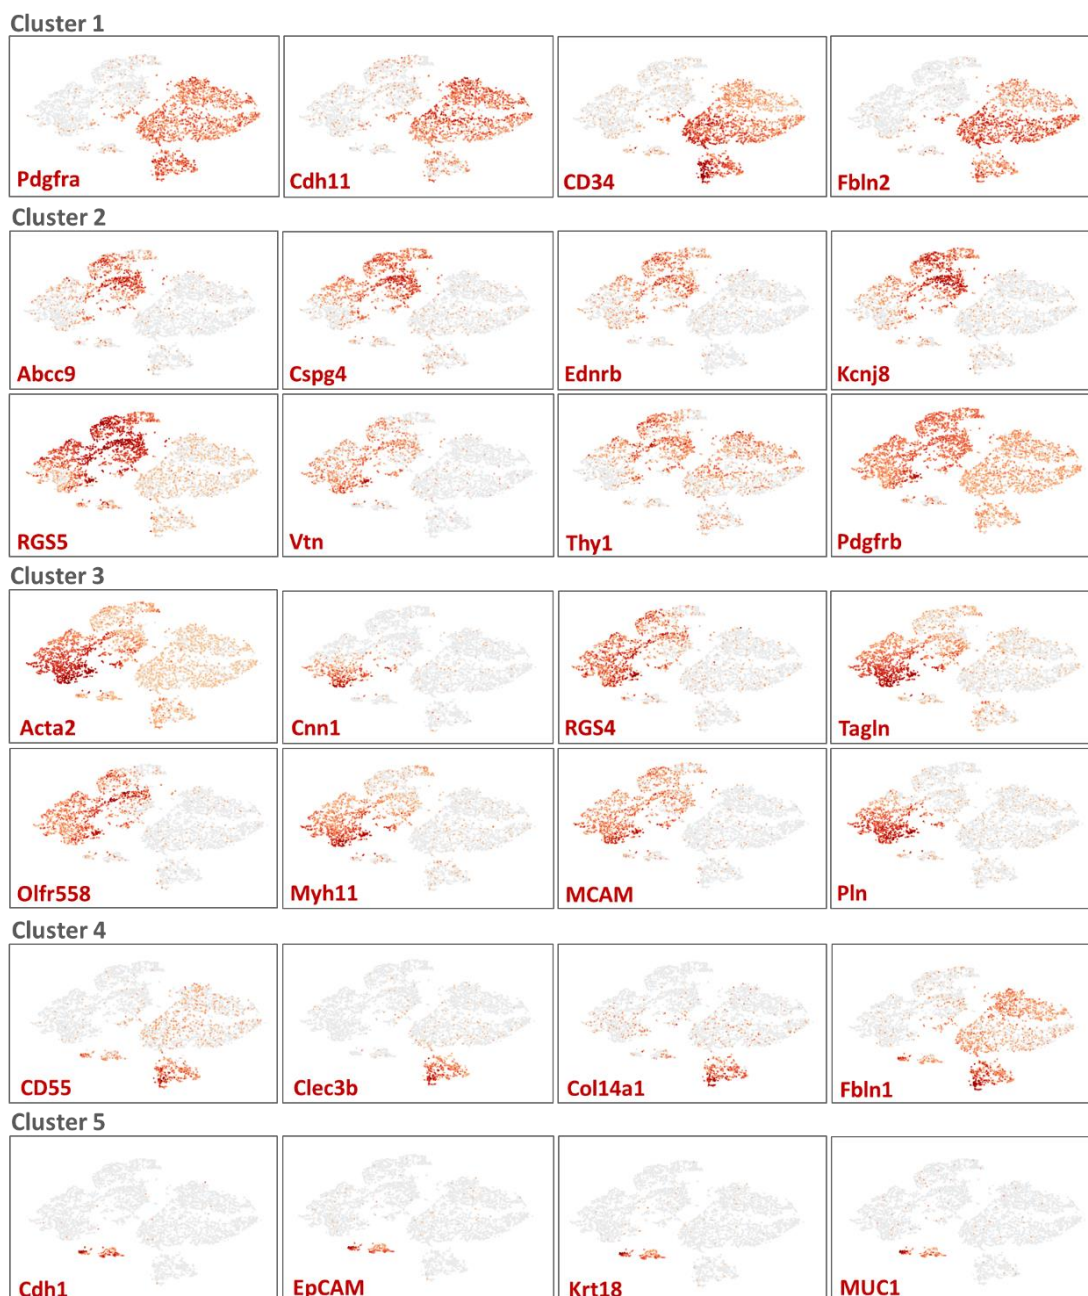 Cluster 1
Pdgfra Cdh11 CD34 Fbln2
Cluster 2
Abcc9 Cspg4 Ednrb Kcnj8
RGS5 Vtn Thy1 Pdgfrb
Cluster 3
Acta2 Cnn1 RGS4 Tagln
Olfr558 Myh11 MCAM Pln
Cluster 4
CD55 Clec3b Col14a1 Fbln1
Cluster 5
Cdh1 EpCAM Krt18 MUC1